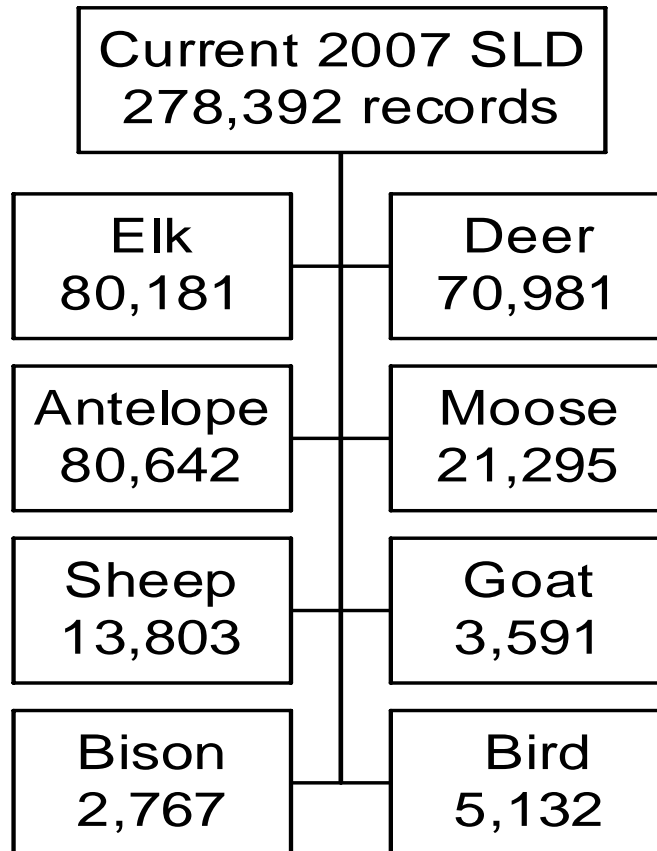 Current 2007 SLD
278,392 records
Elk
80,181
Deer
70,981
Antelope
80,642
Moose
21,295
Sheep
13,803
Goat
3,591
Bison
2,767
Bird
5,132